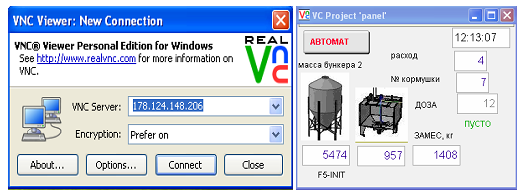 VNC Viewer: New Connection
VNC® Viewer Personal Edition for Windows
See http://www.realvnc.com for more information on
VNC.
REAL
VNC
VNC Server:
178.124.148.206
Encryption:
Prefer on
About...
Options...
Connect
Close
VC Project 'panel'
АВТОМАТ
12:13:07
расход
4
масса бункера 2
№ кормушки
7
ДОЗА
12
пусто
ЗАМЕС, кг
5474
957
1408
F5-INIT